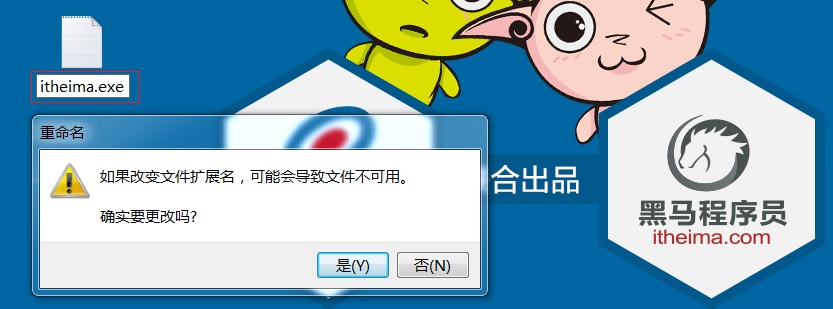 itheima.exe
重命名
如果改变文件扩展名，可能会导致文件不可用。
确实要更改吗?
是(Y)
否(N)
合出品
黑马程序员
itheima.com